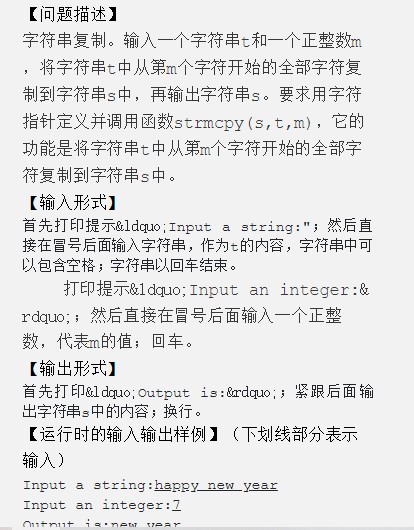 【问题描述】
字符串复制。输入一个字符串t和一个正整数m
，将字符串t中从第m个字符开始的全部字符复
制到字符串s中，再输出字符串s。要求用字符
指针定义并调用函数strmcpy(s,t,m)，它的
功能是将字符串t中从第m个字符开始的全部字
符复制到字符串s中。
【输入形式】
首先打印提示&ldquo;Input a string:"；然后直
接在冒号后面输入字符串，作为t的内容，字符串中可
以包含空格；字符串以回车结束。
打印提示&ldquo;Input an integer:&
rdquo;；然后直接在冒号后面输入一个正整
数，代表m的值；回车。
【输出形式】
首先打印&ldquo;Output is:&rdquo;；紧跟后面输
出字符串s中的内容；换行。
【运行时的输入输出样例】（下划线部分表示
输入）
Input a string:happy new year
Input an integer:7
Output is:new year